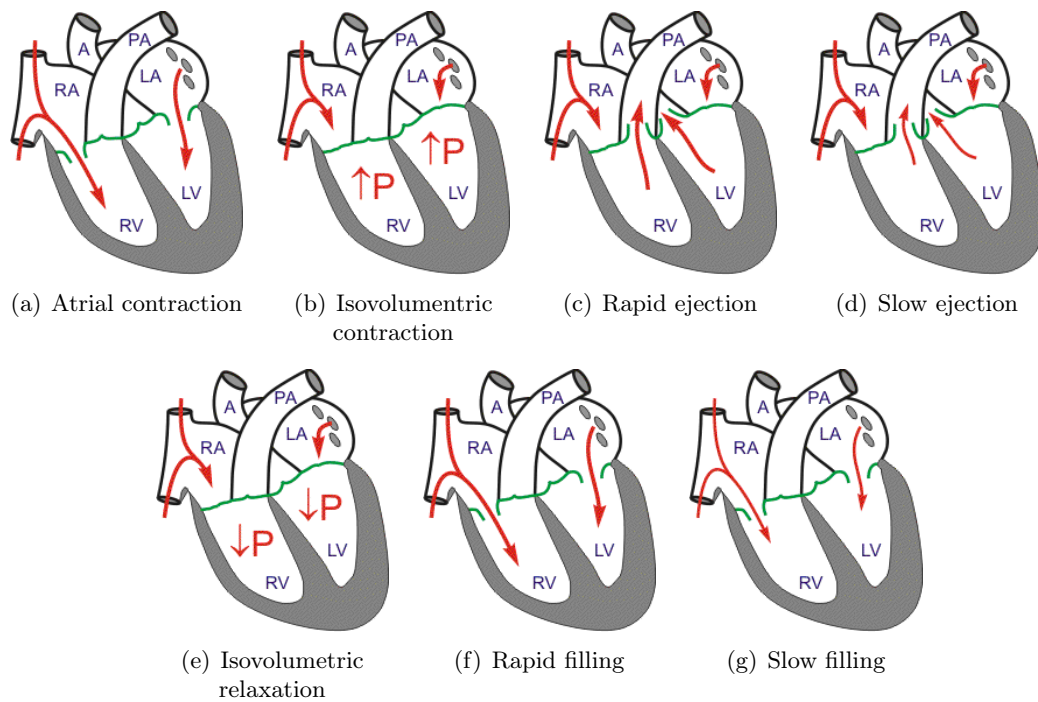 A
PA
RA
LA
LV
RV
A
PA
RA
LA
↑P
↑P
LV
RV
A
PA
RA
LA
LV
RV
A
PA
RA
LA
LV
RV
(a) Atrial contraction
(b) Isovolumentric
contraction
(c) Rapid ejection
(d) Slow ejection
A
PA
RA
LA
↓P
↓P
LV
RV
A
PA
RA
LA
LV
RV
A
PA
RA
LA
LV
RV
(e) Isovolumetric
relaxation
(f) Rapid filling
(g) Slow filling